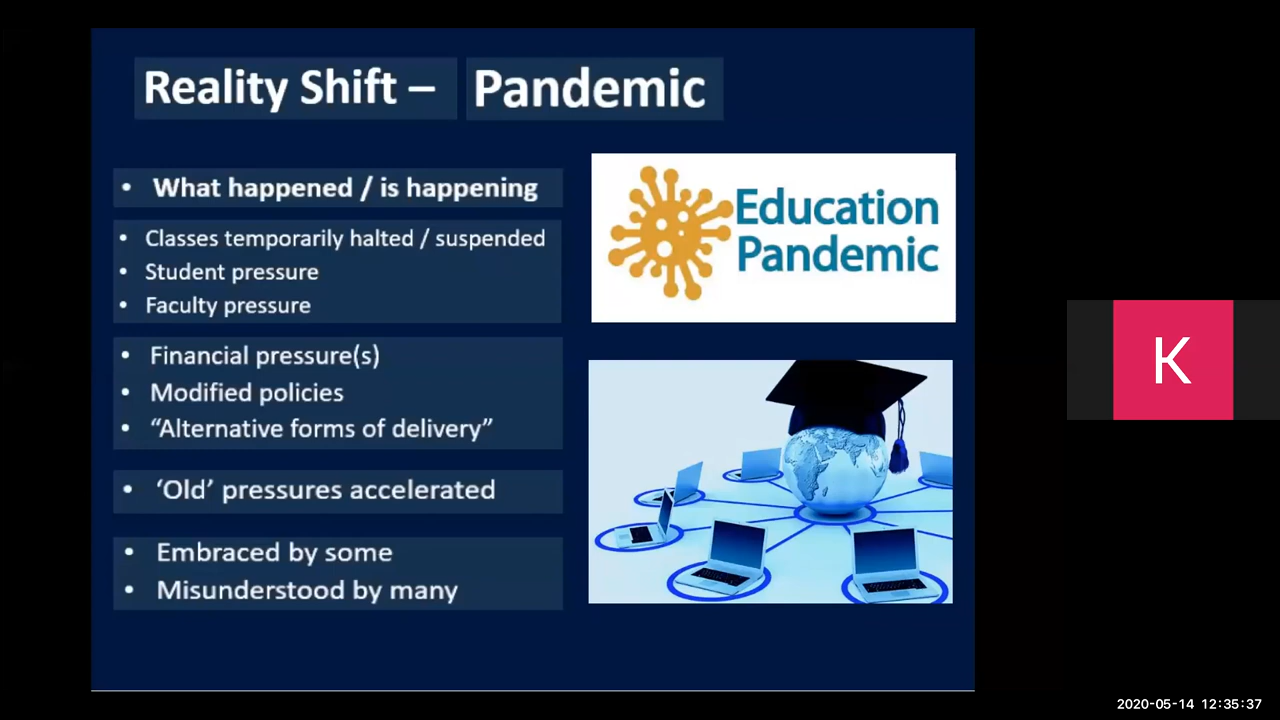 Reality Shift – Pandemic
• What happened / is happening
• Classes temporarily halted / suspended
• Student pressure
• Faculty pressure
• Financial pressure(s)
• Modified policies
• “Alternative forms of delivery”
• ‘Old’ pressures accelerated
• Embraced by some
• Misunderstood by many
Education
Pandemic
K
2020-05-14 12:35:37